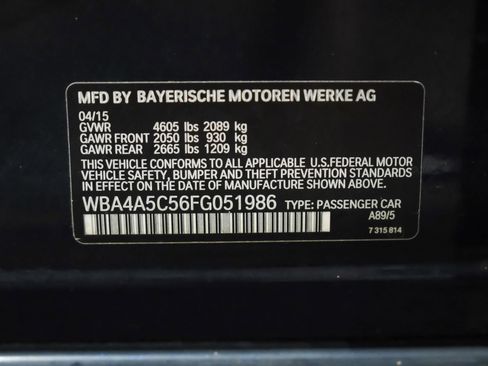 MFD BY BAYERISCHE MOTOREN WERKE AG
04/15
GVWR 4605 lbs 2089 kg
GAWR FRONT 2050 lbs 930 kg
GAWR REAR 2665 lbs 1209 kg
THIS VEHICLE CONFORMS TO ALL APPLICABLE U.S.FEDERAL MOTOR
VEHICLE SAFETY, BUMPER AND THEFT PREVENTION STANDARDS
IN EFFECT ON THE DATE OF MANUFACTURE SHOWN ABOVE.
WBA4A5C56FG051986 TYPE: PASSENGER CAR
A89/5
7 315 814